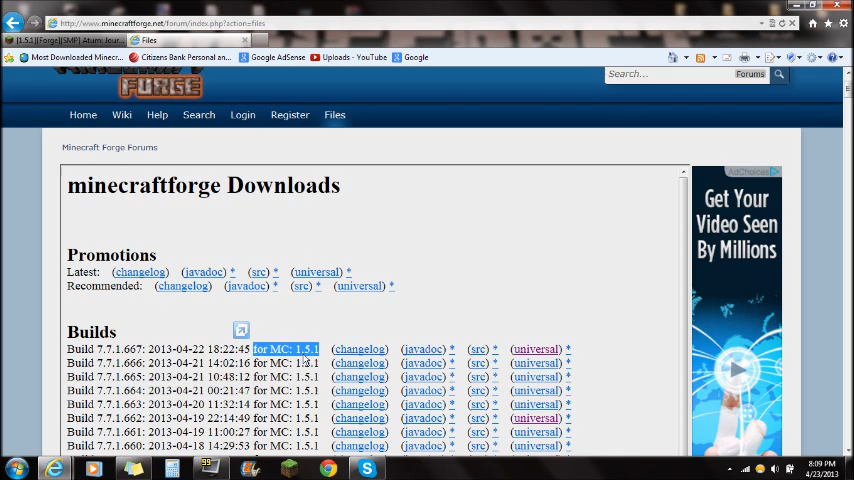 http://www.minecraftforge.net/forum/index.php?action=files
[1.5.1][Forge][SMP] Atum: Jour...
Files
Most Downloaded Minecr...
Citizens Bank Personal an...
Google AdSense
Uploads - YouTube
Google
FORGE
Search...
Forums
Home
Wiki
Help
Search
Login
Register
Files
Minecraft Forge Forums
minecraftforge Downloads
AdChoices
Get Your
Video Seen
By Millions
Promotions
Latest: (changelog) (javadoc) * (src) * (universal) *
Recommended: (changelog) (javadoc) * (src) * (universal) *
Builds
Build 7.7.1.667: 2013-04-22 18:22:45 for MC: 1.5.1 (changelog) (javadoc) * (src) * (universal) *
Build 7.7.1.666: 2013-04-21 14:02:16 for MC: 1.5.1 (changelog) (javadoc) * (src) * (universal) *
Build 7.7.1.665: 2013-04-21 10:48:12 for MC: 1.5.1 (changelog) (javadoc) * (src) * (universal) *
Build 7.7.1.664: 2013-04-21 00:21:47 for MC: 1.5.1 (changelog) (javadoc) * (src) * (universal) *
Build 7.7.1.663: 2013-04-20 11:32:14 for MC: 1.5.1 (changelog) (javadoc) * (src) * (universal) *
Build 7.7.1.662: 2013-04-19 22:14:49 for MC: 1.5.1 (changelog) (javadoc) * (src) * (universal) *
Build 7.7.1.661: 2013-04-19 11:00:27 for MC: 1.5.1 (changelog) (javadoc) * (src) * (universal) *
Build 7.7.1.660: 2013-04-18 14:29:53 for MC: 1.5.1 (changelog) (javadoc) * (src) * (universal) *
99
8:09 PM
4/23/2013